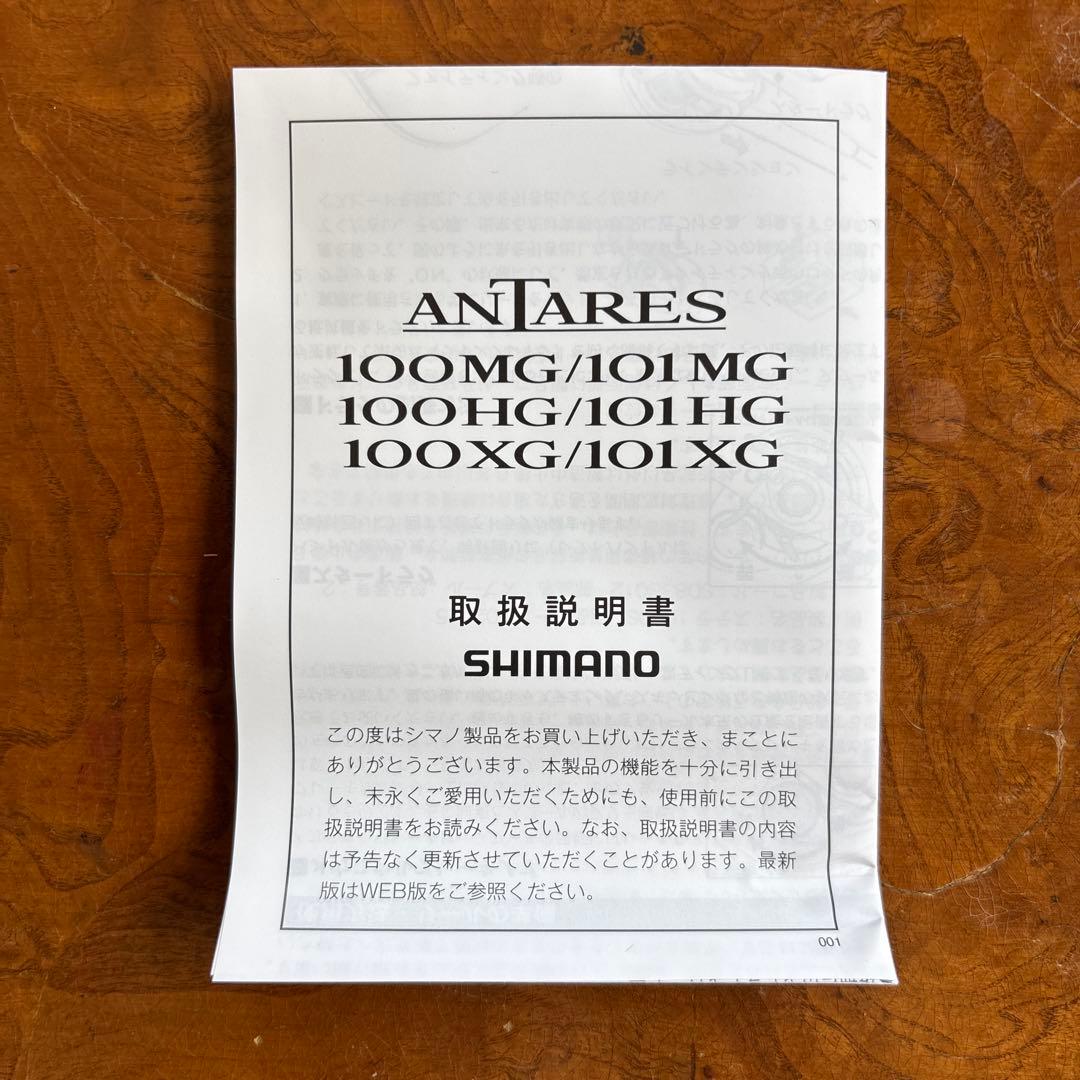 ANTARES
100MG/101MG
100HG/101HG
100XG/101XG
取扱説明書
SHIMANO
この度はシマノ製品をお買い上げいただき、まことに
ありがとうございます。本製品の機能を十分に引き出
し、末永くご愛用いただくためにも、使用前にこの取
扱説明書をお読みください。なお、取扱説明書の内容
は予告なく更新させていただくことがあります。最新
版はWEB版をご参照ください。
001